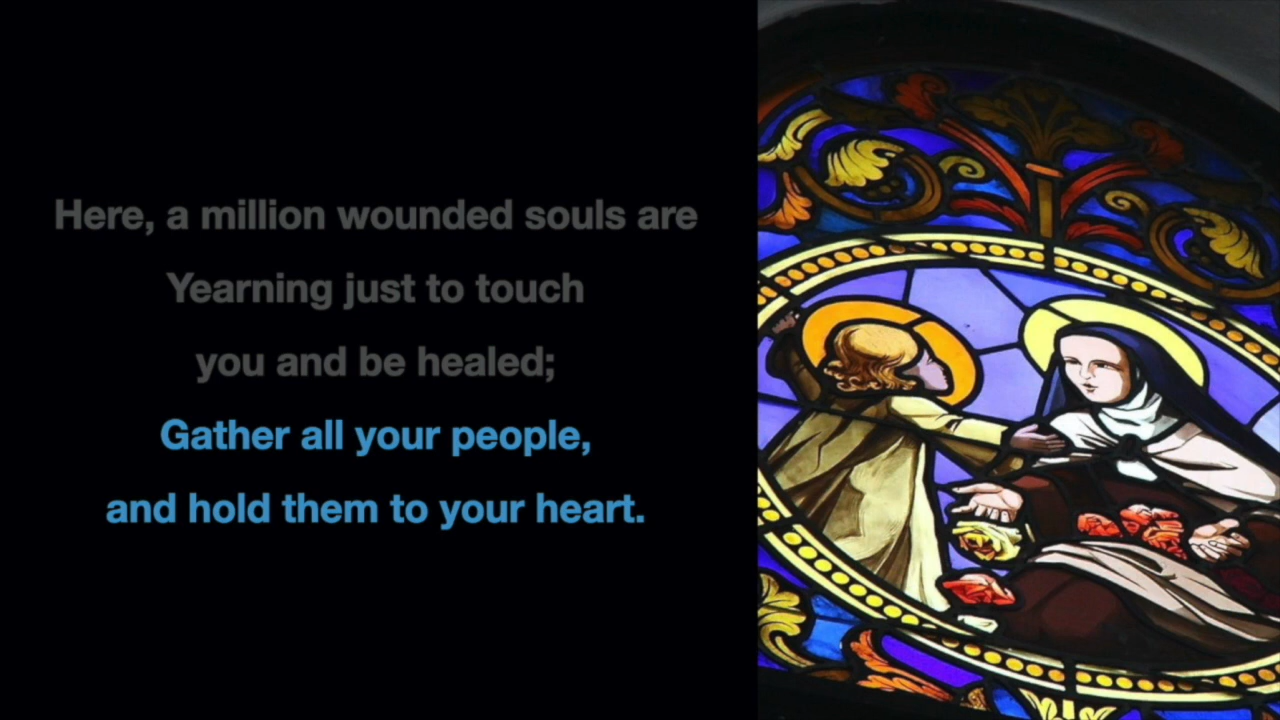 Here, a million wounded souls are
Yearning just to touch
you and be healed;
Gather all your people,
and hold them to your heart.